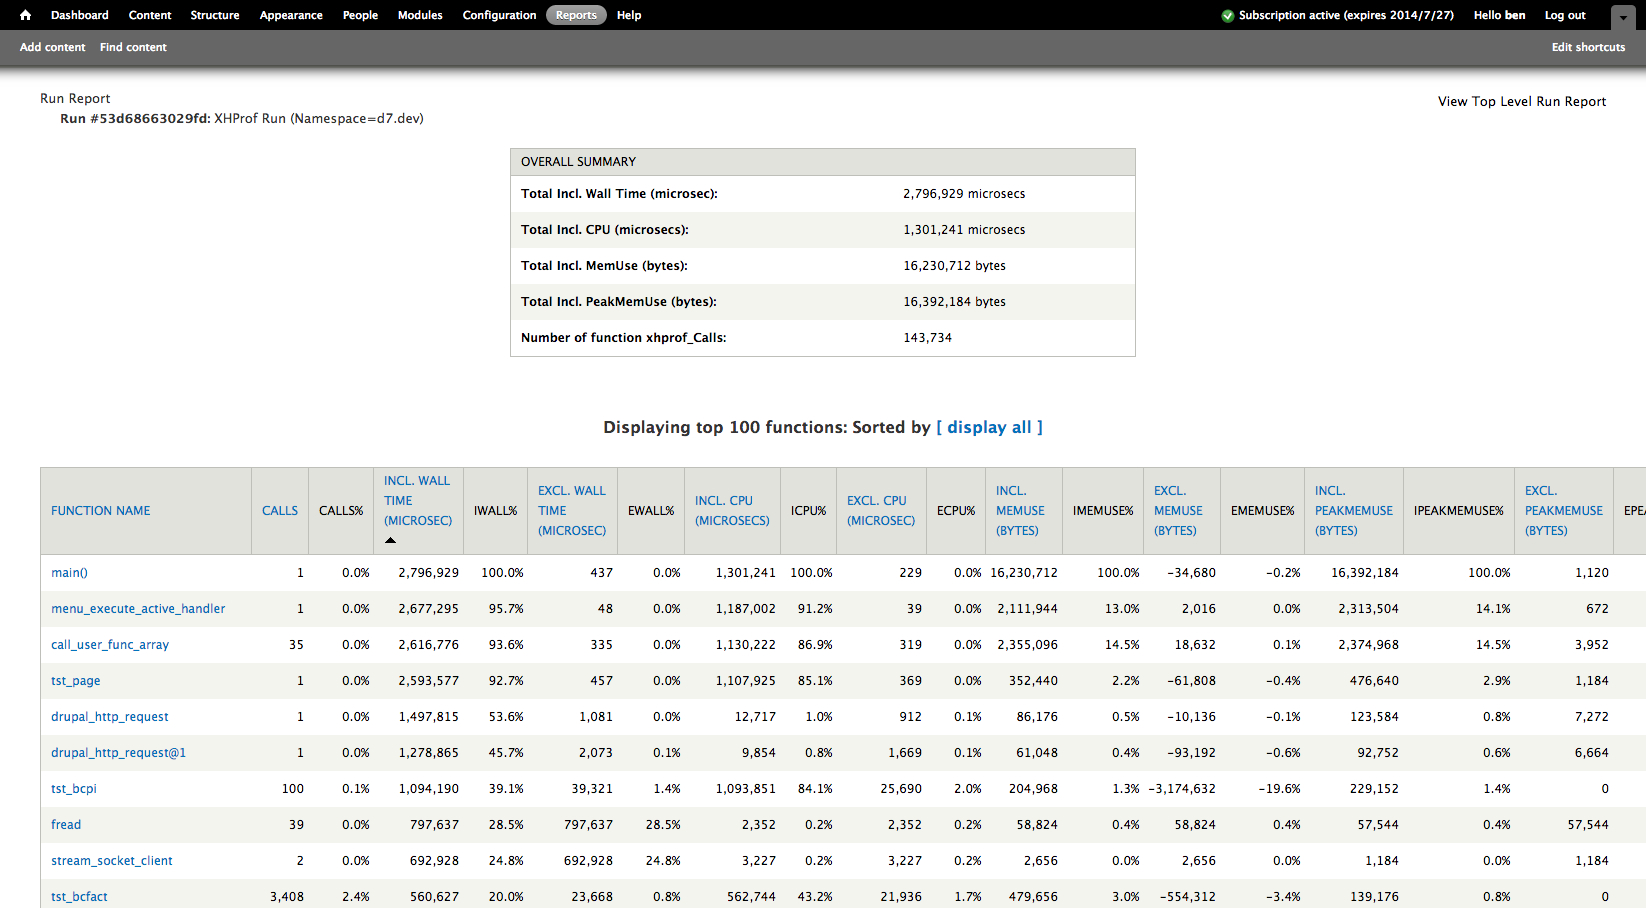 Dashboard Content Structure Appearance People Modules Configuration Reports Help Subscription active (expires 2014/7/27) Hello ben Log out
Add content Find content Edit shortcuts
Run Report
View Top Level Run Report
Run #53d68663029fd: XHProf Run (Namespace=d7.dev)
OVERALL SUMMARY
Total Incl. Wall Time (microsec): 2,796,929 microsecs
Total Incl. CPU (microsecs): 1,301,241 microsecs
Total Incl. MemUse (bytes): 16,230,712 bytes
Total Incl. PeakMemUse (bytes): 16,392,184 bytes
Number of function xhprof_Calls: 143,734
Displaying top 100 functions: Sorted by [ display all ]
FUNCTION NAME CALLS CALLS% INCL. WALL TIME (MICROSEC) IWALL% EXCL. WALL TIME (MICROSEC) EWALL% INCL. CPU (MICROSECS) ICPU% EXCL. CPU (MICROSEC) ECPU% INCL. MEMUSE (BYTES) IMEMUSE% EXCL. MEMUSE (BYTES) EMEMUSE% INCL. PEAKMEMUSE (BYTES) IPEAKMEMUSE% EXCL. PEAKMEMUSE (BYTES) EPEA
main() 1 0.0% 2,796,929 100.0% 437 0.0% 1,301,241 100.0% 229 0.0% 16,230,712 100.0% -34,680 -0.2% 16,392,184 100.0% 1,120
menu_execute_active_handler 1 0.0% 2,677,295 95.7% 48 0.0% 1,187,002 91.2% 39 0.0% 2,111,944 13.0% 2,016 0.0% 2,313,504 14.1% 672
call_user_func_array 35 0.0% 2,616,776 93.6% 335 0.0% 1,130,222 86.9% 319 0.0% 2,355,096 14.5% 18,632 0.1% 2,374,968 14.5% 3,952
tst_page 1 0.0% 2,593,577 92.7% 457 0.0% 1,107,925 85.1% 369 0.0% 352,440 2.2% -61,808 -0.4% 476,640 2.9% 1,184
drupal_http_request 1 0.0% 1,497,815 53.6% 1,081 0.0% 12,717 1.0% 912 0.1% 86,176 0.5% -10,136 -0.1% 123,584 0.8% 7,272
drupal_http_request@1 1 0.0% 1,278,865 45.7% 2,073 0.1% 9,854 0.8% 1,669 0.1% 61,048 0.4% -93,192 -0.6% 92,752 0.6% 6,664
tst_bcpi 100 0.1% 1,094,190 39.1% 39,321 1.4% 1,093,851 84.1% 25,690 2.0% 204,968 1.3% -3,174,632 -19.6% 229,152 1.4% 0
fread 39 0.0% 797,637 28.5% 797,637 28.5% 2,352 0.2% 2,352 0.2% 58,824 0.4% 58,824 0.4% 57,544 0.4% 57,544
stream_socket_client 2 0.0% 692,928 24.8% 692,928 24.8% 3,227 0.2% 3,227 0.2% 2,656 0.0% 2,656 0.0% 1,184 0.0% 1,184
tst_bcfact 3,408 2.4% 560,627 20.0% 23,668 0.8% 562,744 43.2% 21,936 1.7% 479,656 3.0% -554,312 -3.4% 139,176 0.8% 0